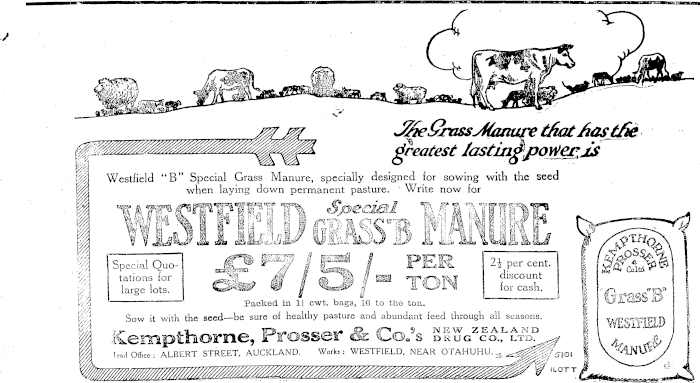 The Grass Manure that has the
greatest lasting power is
Westfield "B" Special Grass Manure, specially designed for sowing with the seed
when laying down permanent pasture. Write now for
WESTFIELD Special GRASS "B" MANURE
Special Quo-
tations for
large lots.
£7/5/- PER TON
2½ per cent.
discount
for cash.
Packed in 1¼ cwt. bags, 16 to the ton.
Sow it with the seed—be sure of healthy pasture and abundant feed through all seasons.
Kempthorne, Prosser & Co.'s NEW ZEALAND DRUG CO., LTD.
Head Office: ALBERT STREET, AUCKLAND. Works: WESTFIELD, NEAR OTAHUHU.
KEMPTHORNE
PROSSER
& Co Ltd
Grass "B"
WESTFIELD
MANURE
ILOTT